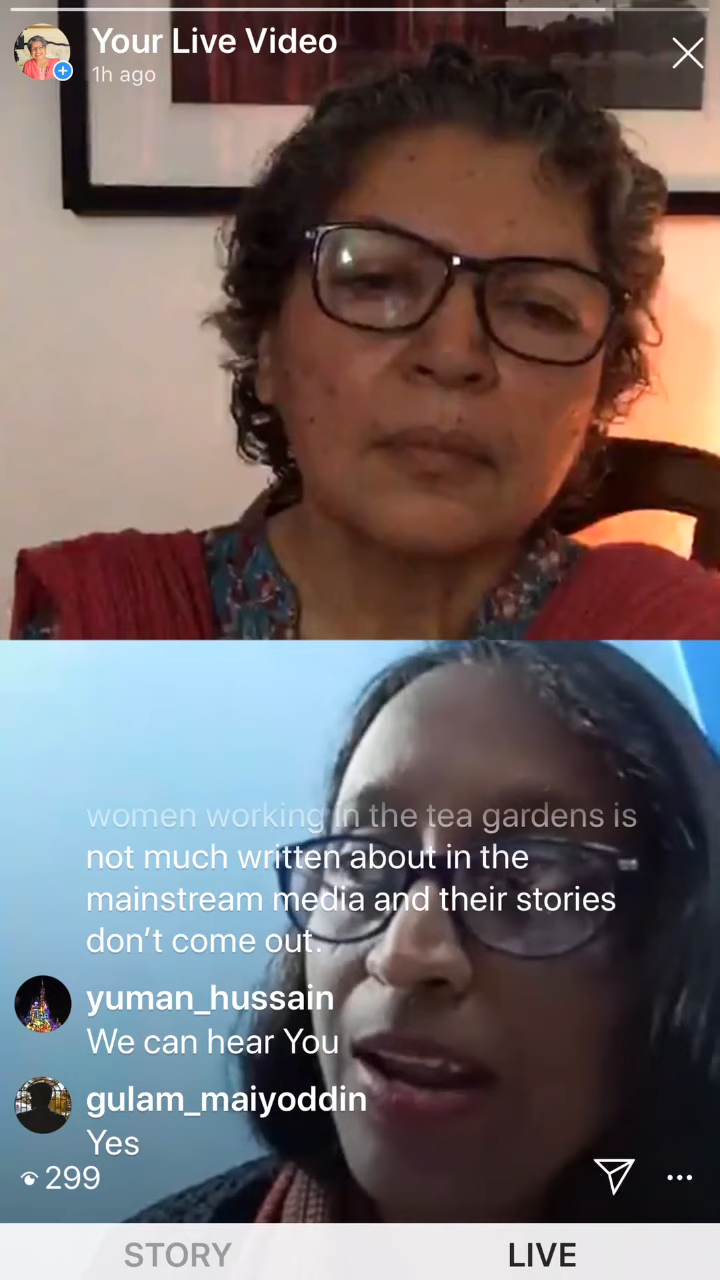 Your Live Video
1h ago
women working in the tea gardens is
not much written about in the
mainstream media and their stories
don't come out.
yuman_hussain
We can hear You
gulam_maiyoddin
Yes
299
STORY
LIVE